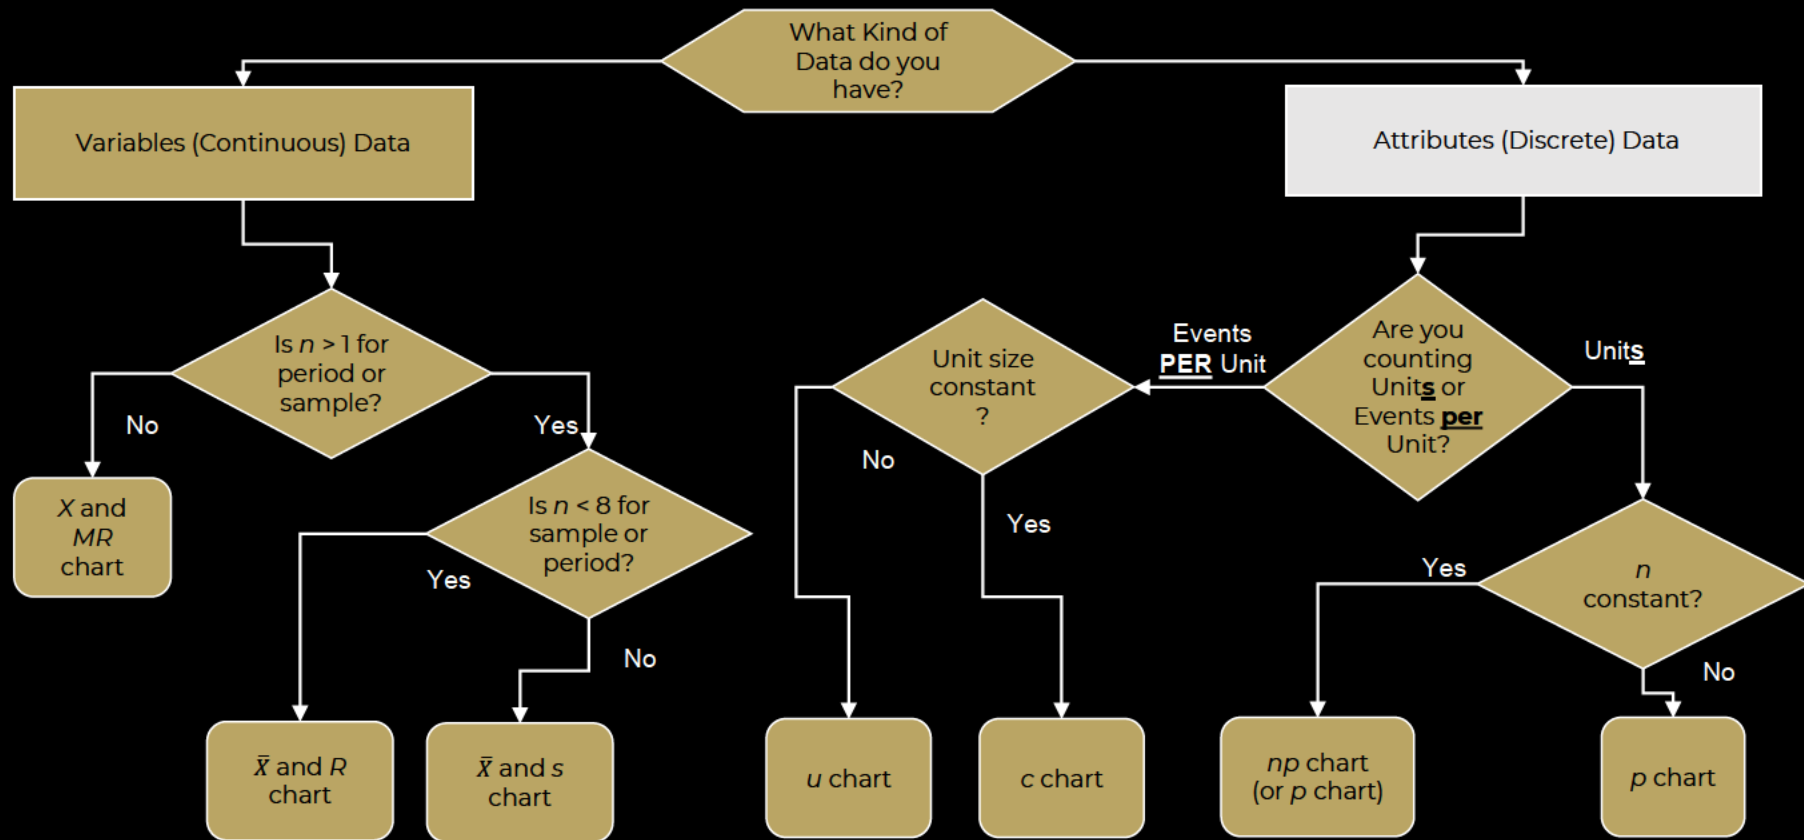 What Kind of
Data do you
have?
Variables (Continuous) Data
Attributes (Discrete) Data
Is n > 1 for
period or
sample?
No
Yes
X and
MR
chart
Is n < 8 for
sample or
period?
Yes
No
X̄ and R
chart
X̄ and s
chart
Are you
counting
Units or
Events per
Unit?
Events
PER Unit
Units
Unit size
constant
?
No
Yes
u chart
c chart
n
constant?
Yes
No
np chart
(or p chart)
p chart